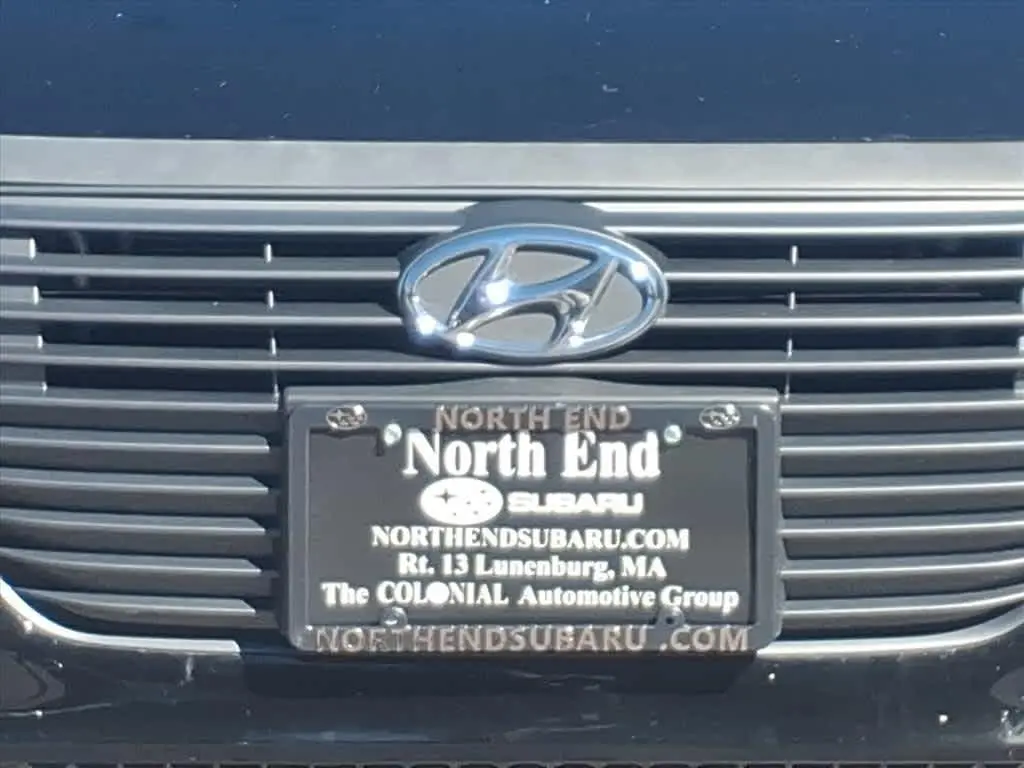 NORTH END
North End
SUBARU
NORTHENDSUBARU.COM
Rt. 13 Lunenburg, MA
The COLONIAL Automotive Group
NORTHENDSUBARU.COM